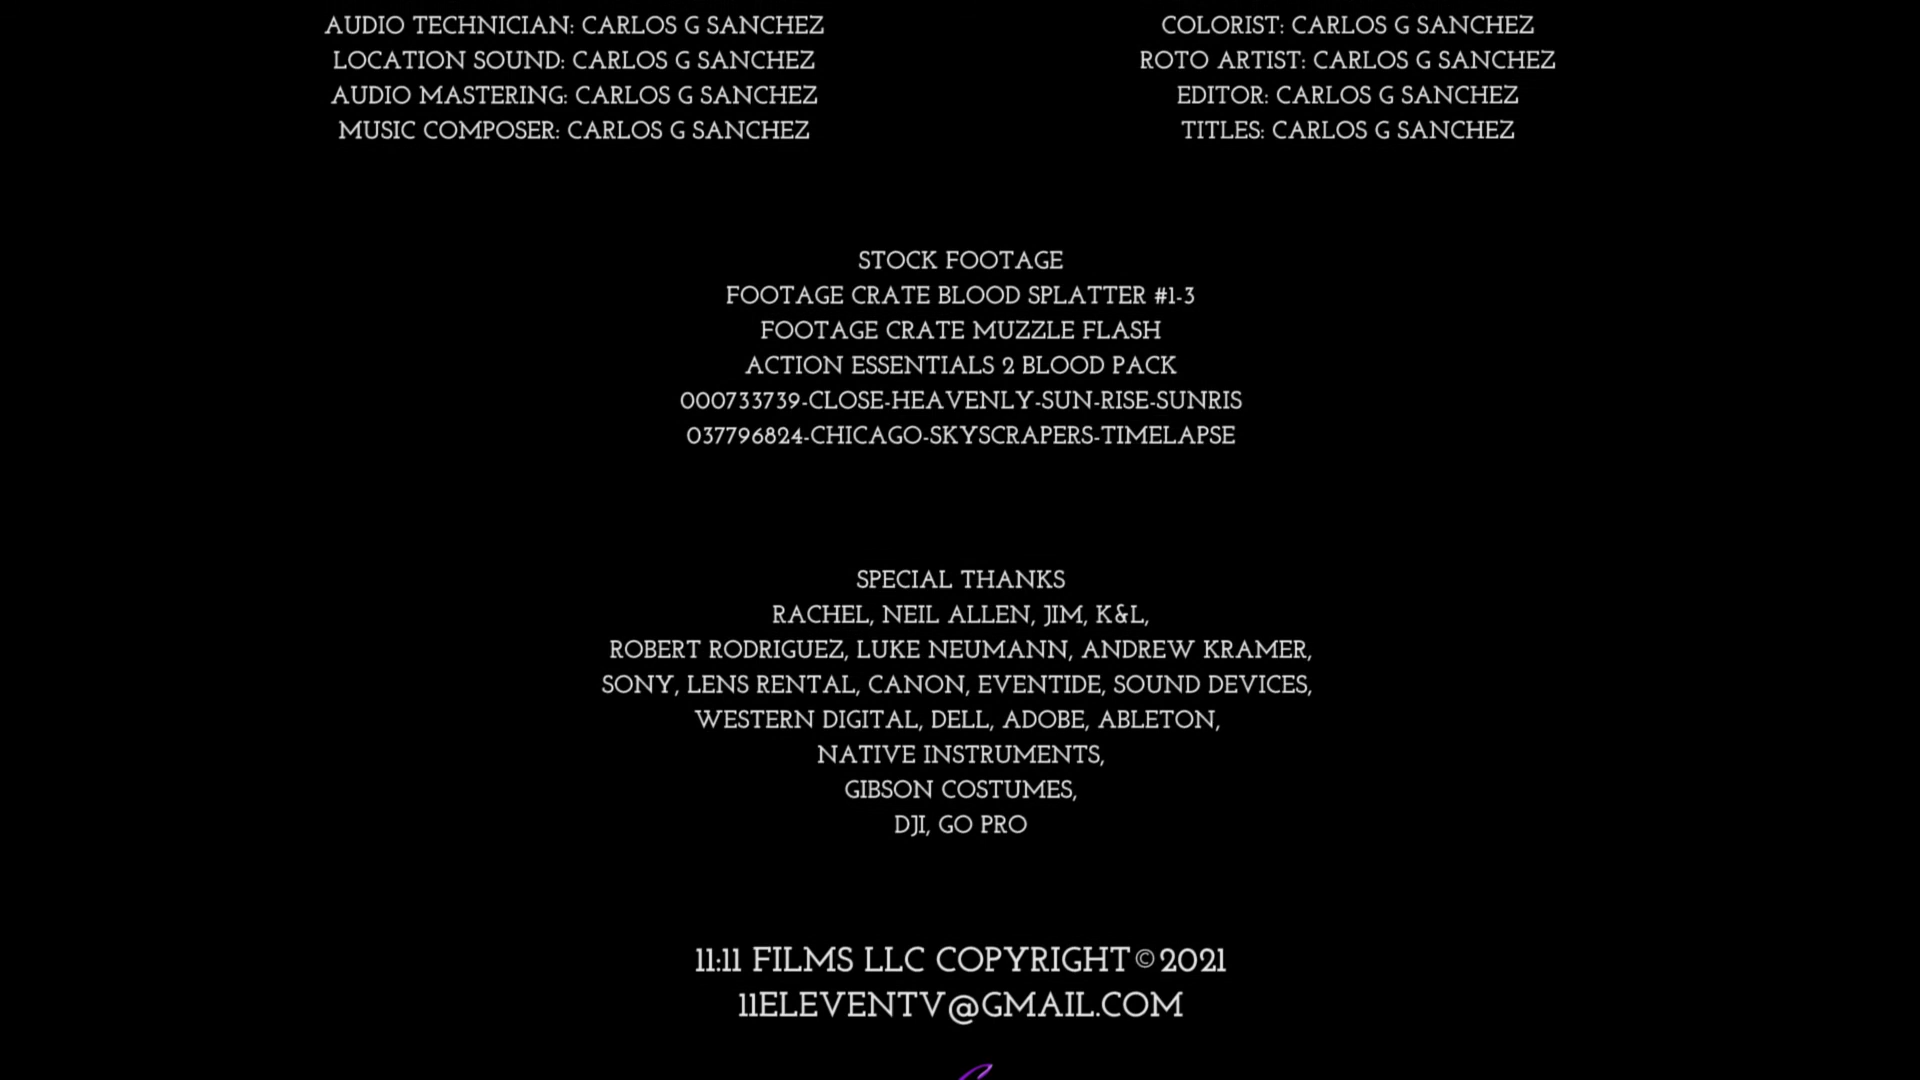 AUDIO TECHNICIAN: CARLOS G SANCHEZ
LOCATION SOUND: CARLOS G SANCHEZ
AUDIO MASTERING: CARLOS G SANCHEZ
MUSIC COMPOSER: CARLOS G SANCHEZ
COLORIST: CARLOS G SANCHEZ
ROTO ARTIST: CARLOS G SANCHEZ
EDITOR: CARLOS G SANCHEZ
TITLES: CARLOS G SANCHEZ
STOCK FOOTAGE
FOOTAGE CRATE BLOOD SPLATTER #1-3
FOOTAGE CRATE MUZZLE FLASH
ACTION ESSENTIALS 2 BLOOD PACK
000733739-CLOSE-HEAVENLY-SUN-RISE-SUNRIS
037796824-CHICAGO-SKYSCRAPERS-TIMELAPSE
SPECIAL THANKS
RACHEL, NEIL ALLEN, JIM, K&L,
ROBERT RODRIGUEZ, LUKE NEUMANN, ANDREW KRAMER,
SONY, LENS RENTAL, CANON, EVENTIDE, SOUND DEVICES,
WESTERN DIGITAL, DELL, ADOBE, ABLETON,
NATIVE INSTRUMENTS,
GIBSON COSTUMES,
DJI, GO PRO
11:11 FILMS LLC COPYRIGHT©2021
11ELEVENTV@GMAIL.COM